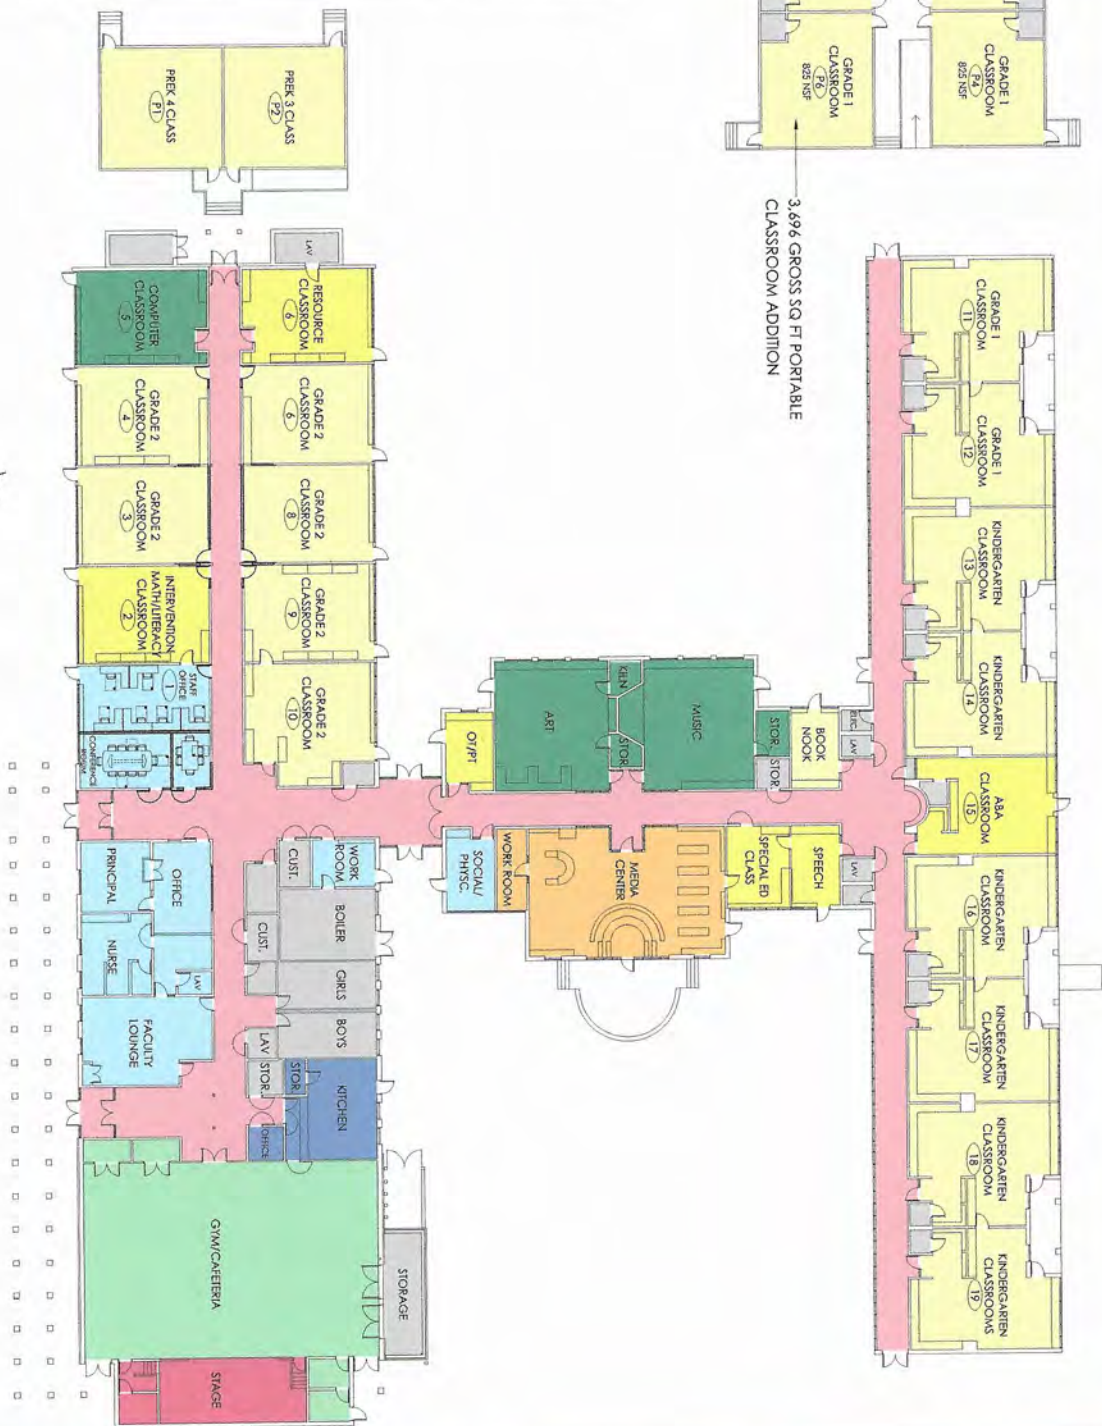 PREK 4 CLASS
P1
PREK 3 CLASS
P2
GRADE 1
CLASSROOM
P6
825 NSF
GRADE 1
CLASSROOM
P4
825 NSF
3,696 GROSS SQ FT PORTABLE
CLASSROOM ADDITION
LAV
COMPUTER
CLASSROOM
5
RESOURCE
CLASSROOM
6
GRADE 2
CLASSROOM
4
GRADE 2
CLASSROOM
6
GRADE 2
CLASSROOM
3
GRADE 2
CLASSROOM
8
INTERVENTION
MATH/LITERACY
CLASSROOM
2
GRADE 2
CLASSROOM
9
STAFF
OFFICE
1
CONFERENCE
ROOM
GRADE 2
CLASSROOM
10
PRINCIPAL
OFFICE
NURSE
LAV
FACULTY
LOUNGE
CUST.
WORK
ROOM
BOILER
CUST.
GIRLS
BOYS
LAV
STOR.
STOR.
KITCHEN
OFFICE
GYM/CAFETERIA
STORAGE
STAGE
OT/PT
ART
KILN
STOR.
MUSIC
STOR.
STOR.
BOOK
NOOK
ELEC.
LAV
SOCIAL/
PHYSC.
WORK ROOM
MEDIA
CENTER
SPECIAL ED
CLASS
SPEECH
LAV
GRADE 1
CLASSROOM
11
GRADE 1
CLASSROOM
12
KINDERGARTEN
CLASSROOM
13
KINDERGARTEN
CLASSROOM
14
ABA
CLASSROOM
15
KINDERGARTEN
CLASSROOM
16
KINDERGARTEN
CLASSROOM
17
KINDERGARTEN
CLASSROOM
18
KINDERGARTEN
CLASSROOMS
19